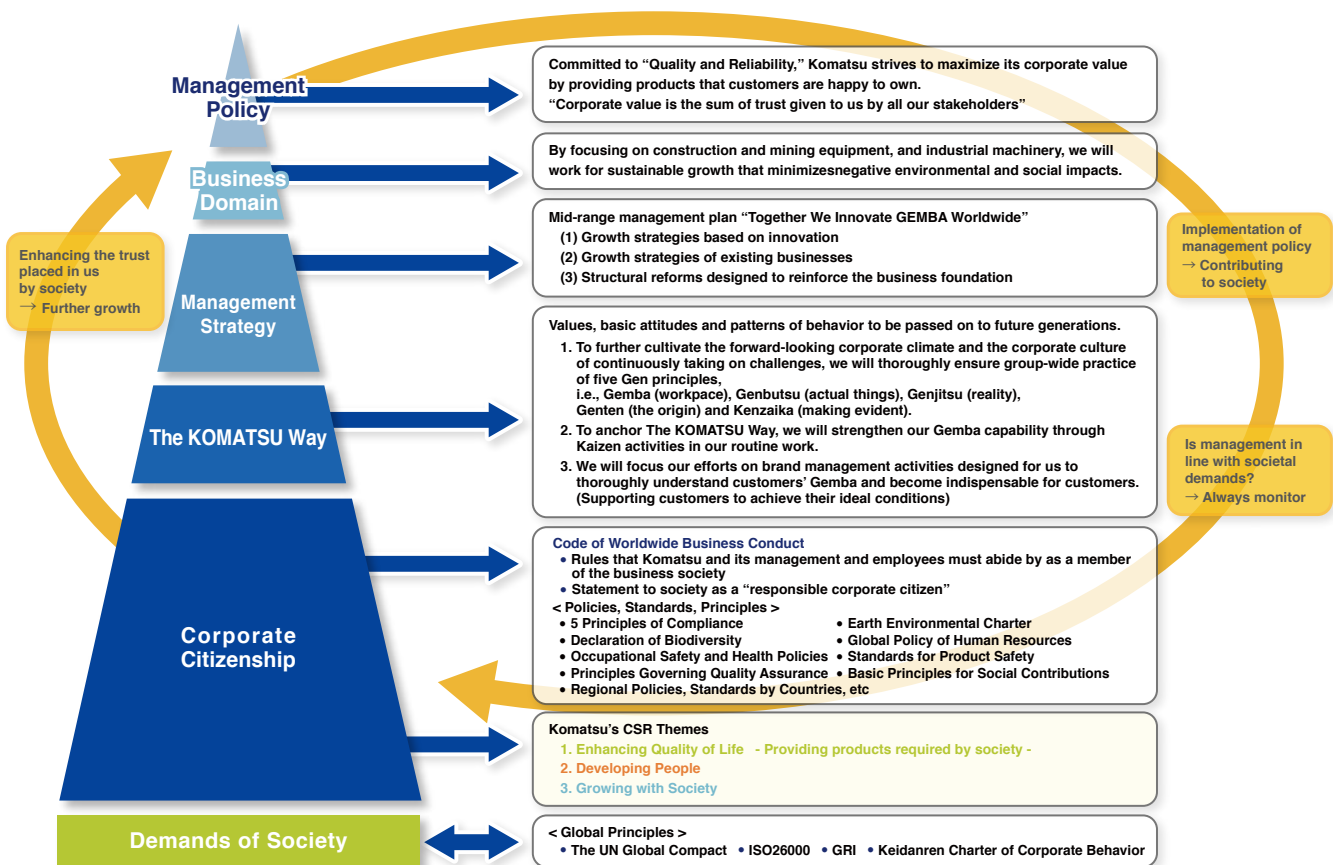 Management
Policy
Committed to “Quality and Reliability,” Komatsu strives to maximize its corporate value
by providing products that customers are happy to own.
“Corporate value is the sum of trust given to us by all our stakeholders”
Business
Domain
By focusing on construction and mining equipment, and industrial machinery, we will
work for sustainable growth that minimizesnegative environmental and social impacts.
Management
Strategy
Mid-range management plan “Together We Innovate GEMBA Worldwide”
(1) Growth strategies based on innovation
(2) Growth strategies of existing businesses
(3) Structural reforms designed to reinforce the business foundation
The KOMATSU Way
Values, basic attitudes and patterns of behavior to be passed on to future generations.
1. To further cultivate the forward-looking corporate climate and the corporate culture
of continuously taking on challenges, we will thoroughly ensure group-wide practice
of five Gen principles,
i.e., Gemba (workpace), Genbutsu (actual things), Genjitsu (reality),
Genten (the origin) and Kenzaika (making evident).
2. To anchor The KOMATSU Way, we will strengthen our Gemba capability through
Kaizen activities in our routine work.
3. We will focus our efforts on brand management activities designed for us to
thoroughly understand customers’ Gemba and become indispensable for customers.
(Supporting customers to achieve their ideal conditions)
Corporate
Citizenship
Code of Worldwide Business Conduct
• Rules that Komatsu and its management and employees must abide by as a member
of the business society
• Statement to society as a “responsible corporate citizen”
< Policies, Standards, Principles >
• 5 Principles of Compliance
• Earth Environmental Charter
• Declaration of Biodiversity
• Global Policy of Human Resources
• Occupational Safety and Health Policies
• Standards for Product Safety
• Principles Governing Quality Assurance
• Basic Principles for Social Contributions
• Regional Policies, Standards by Countries, etc
Komatsu’s CSR Themes
1. Enhancing Quality of Life - Providing products required by society -
2. Developing People
3. Growing with Society
Demands of Society
< Global Principles >
• The UN Global Compact • ISO26000 • GRI • Keidanren Charter of Corporate Behavior
Enhancing the trust
placed in us
by society
→ Further growth
Implementation of
management policy
→ Contributing
to society
Is management in
line with societal
demands?
→ Always monitor